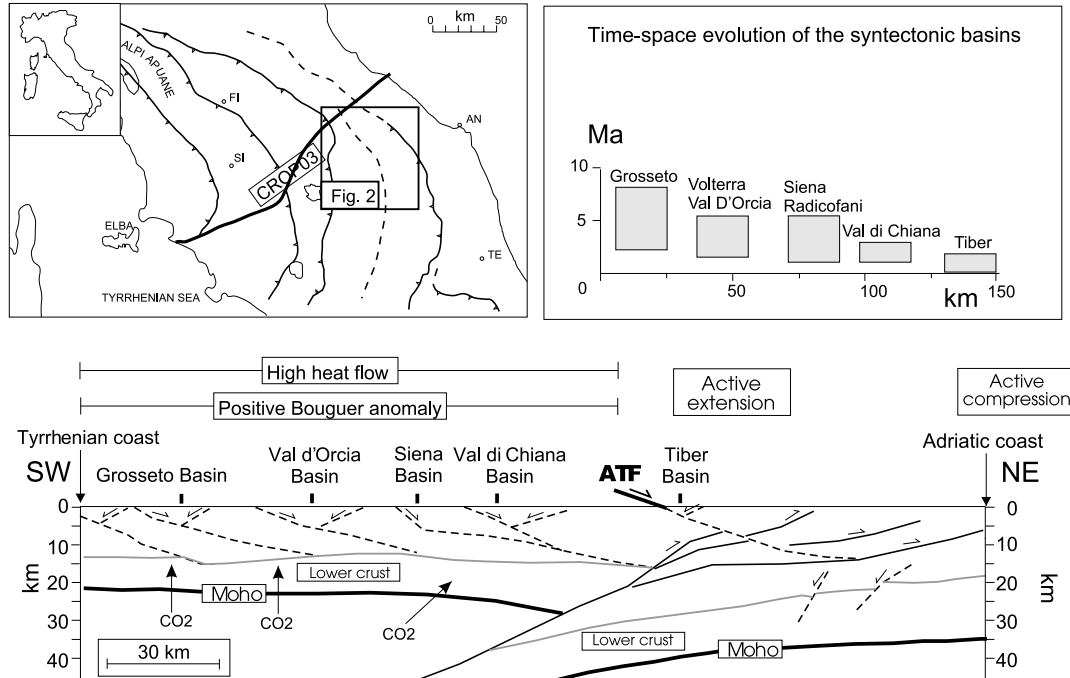 km
0
50
ALPI APUANE
FI
AN
SI
CROP03
Fig. 2
ELBA
TE
TYRRHENIAN SEA
Time-space evolution of the syntectonic basins
Ma
10
5
0
Grosseto
Volterra
Val D'Orcia
Siena
Radicofani
Val di Chiana
Tiber
50
100
150
km
High heat flow
Positive Bouguer anomaly
Active
extension
Active
compression
Tyrrhenian coast
Adriatic coast
SW
NE
Grosseto Basin
Val d'Orcia
Basin
Siena
Basin
Val di Chiana
Basin
ATF
Tiber
Basin
0
10
20
30
40
km
0
10
20
30
40
km
Lower crust
Moho
CO2
CO2
CO2
Lower crust
Moho
30 km